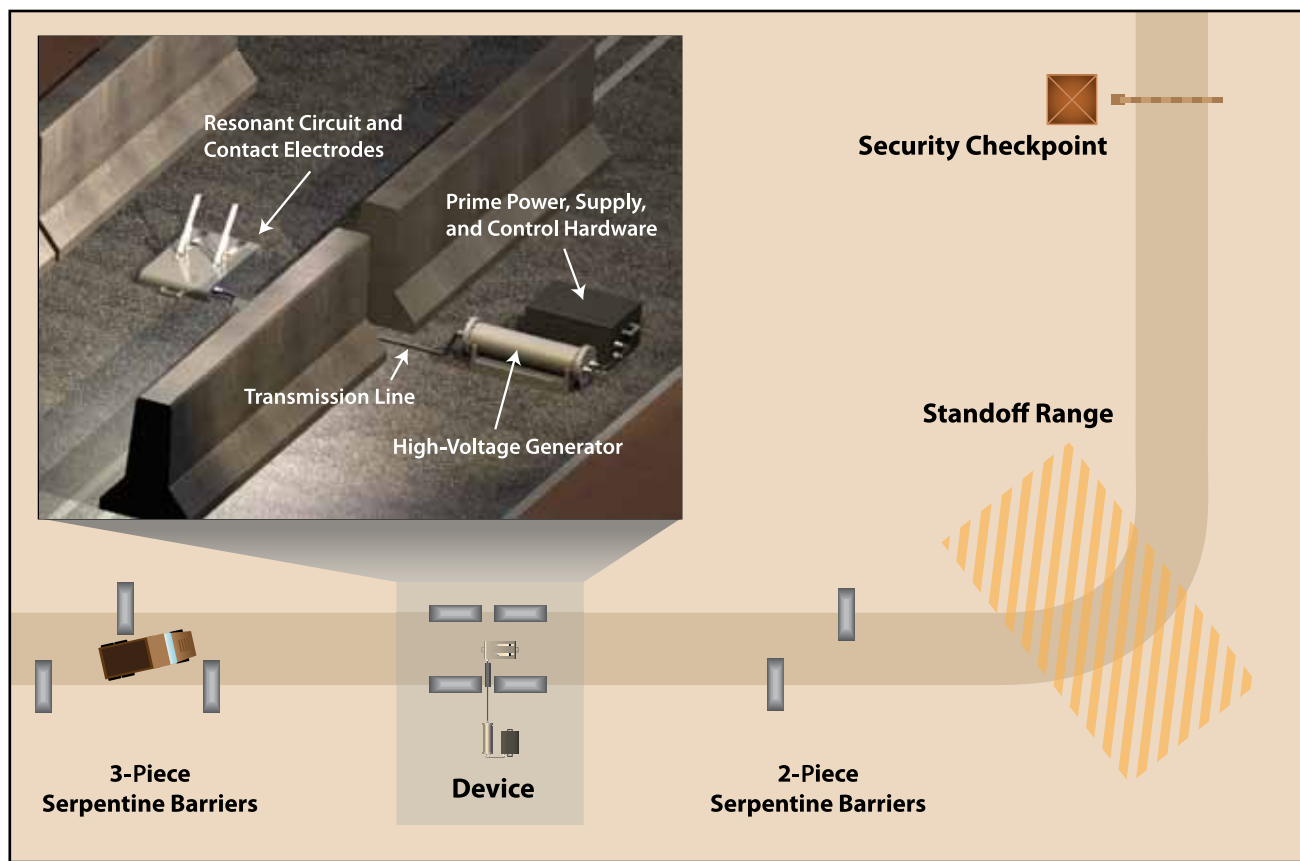 Resonant Circuit and
Contact Electrodes
Prime Power, Supply,
and Control Hardware
Transmission Line
High-Voltage Generator
Security Checkpoint
Standoff Range
3-Piece
Serpentine Barriers
Device
2-Piece
Serpentine Barriers